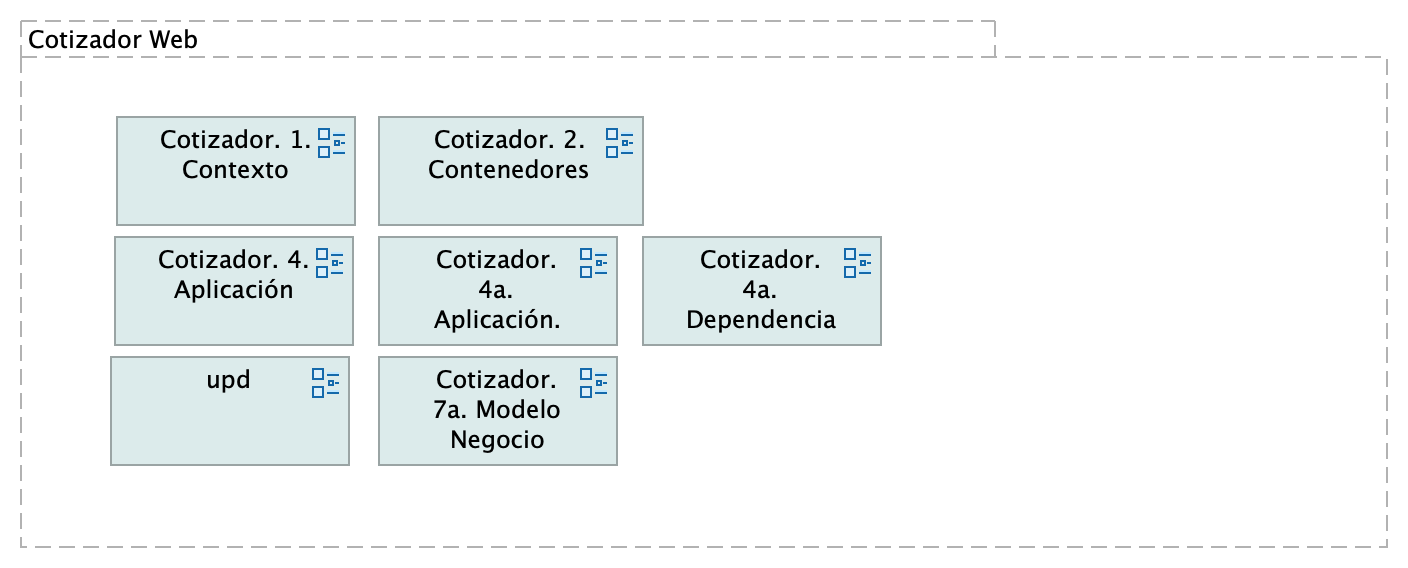 Cotizador Web
Cotizador. 1.
Contexto
Cotizador. 2.
Contenedores
Cotizador. 4.
Aplicación
Cotizador.
4a.
Aplicación.
Cotizador.
4a.
Dependencia
upd
Cotizador.
7a. Modelo
Negocio